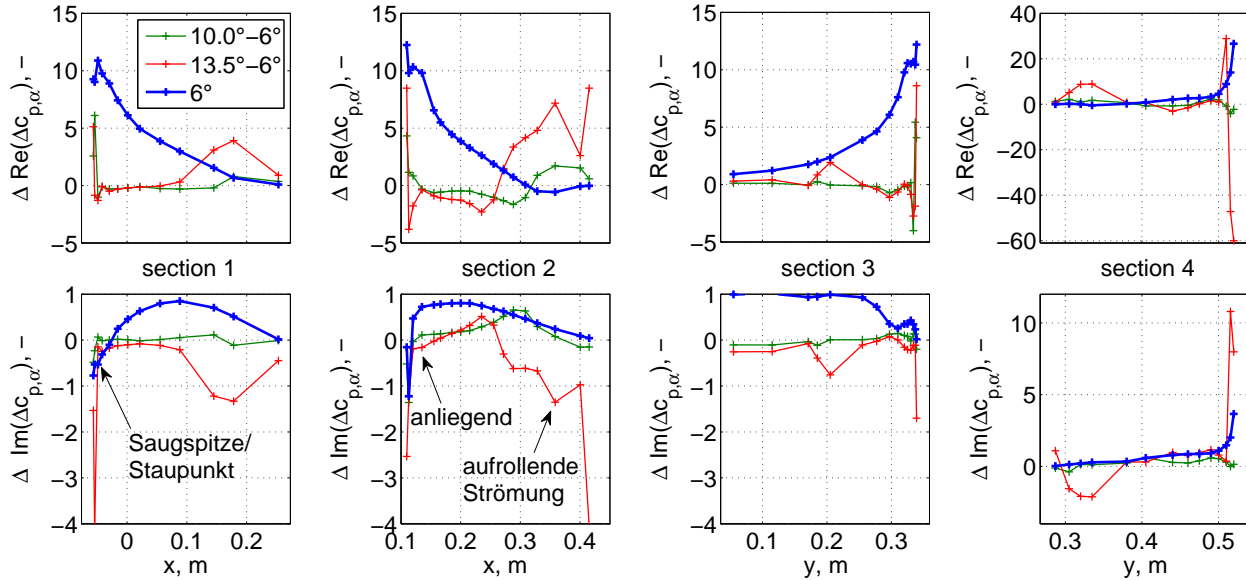 15
10
5
0
−5
Δ Re(Δc_p,α), −
10.0°−6°
13.5°−6°
6°
section 1
15
10
5
0
−5
Δ Re(Δc_p,α), −
section 2
15
10
5
0
−5
Δ Re(Δc_p,α), −
section 3
40
20
0
−20
−40
−60
Δ Re(Δc_p,α), −
section 4
1
0
−1
−2
−3
−4
Δ Im(Δc_p,α), −
Saugspitze/
Staupunkt
0
0.1
0.2
x, m
1
0
−1
−2
−3
−4
Δ Im(Δc_p,α), −
anliegend
aufrollende
Strömung
0.1
0.2
0.3
0.4
x, m
1
0
−1
−2
−3
−4
Δ Im(Δc_p,α), −
0.1
0.2
0.3
y, m
10
5
0
Δ Im(Δc_p,α), −
0.3
0.4
0.5
y, m